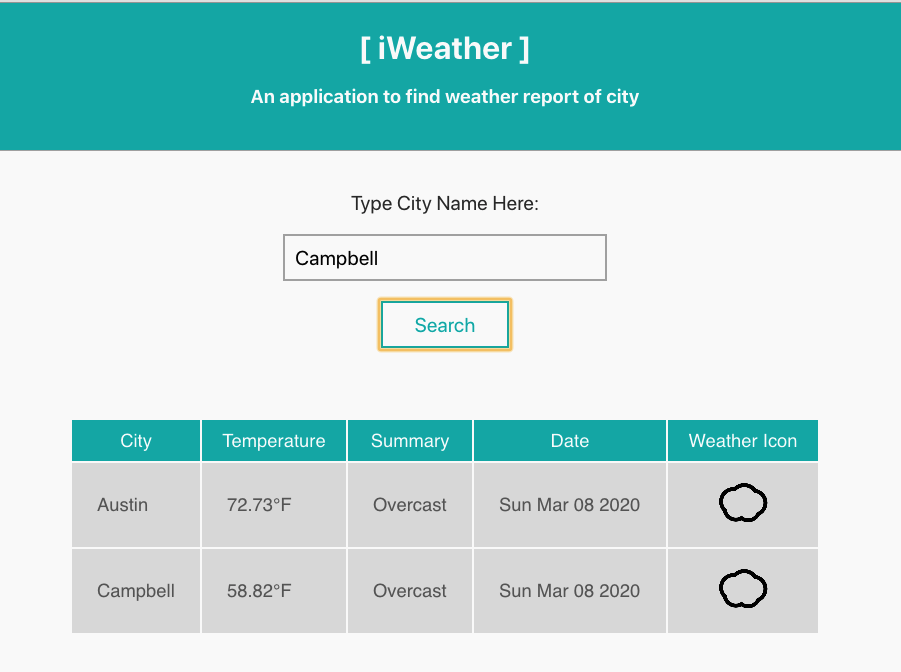 [ iWeather ]
An application to find weather report of city
Type City Name Here:
Campbell
Search
City Temperature Summary Date Weather Icon
Austin 72.73°F Overcast Sun Mar 08 2020
Campbell 58.82°F Overcast Sun Mar 08 2020